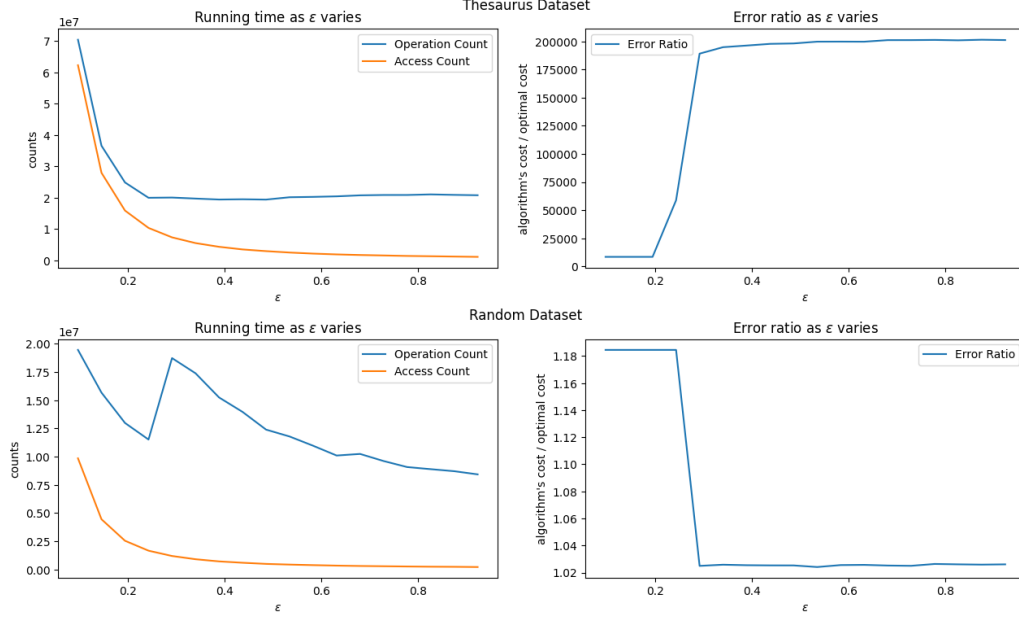 Thesaurus Dataset
Running time as ε varies
1e7
7
6
5
4
3
2
1
0
counts
0.2 0.4 0.6 0.8
ε
Operation Count
Access Count
Error ratio as ε varies
200000
175000
150000
125000
100000
75000
50000
25000
0
algorithm's cost / optimal cost
0.2 0.4 0.6 0.8
ε
Error Ratio
Random Dataset
Running time as ε varies
1e7
2.00
1.75
1.50
1.25
1.00
0.75
0.50
0.25
0.00
counts
0.2 0.4 0.6 0.8
ε
Operation Count
Access Count
Error ratio as ε varies
1.18
1.16
1.14
1.12
1.10
1.08
1.06
1.04
1.02
algorithm's cost / optimal cost
0.2 0.4 0.6 0.8
ε
Error Ratio